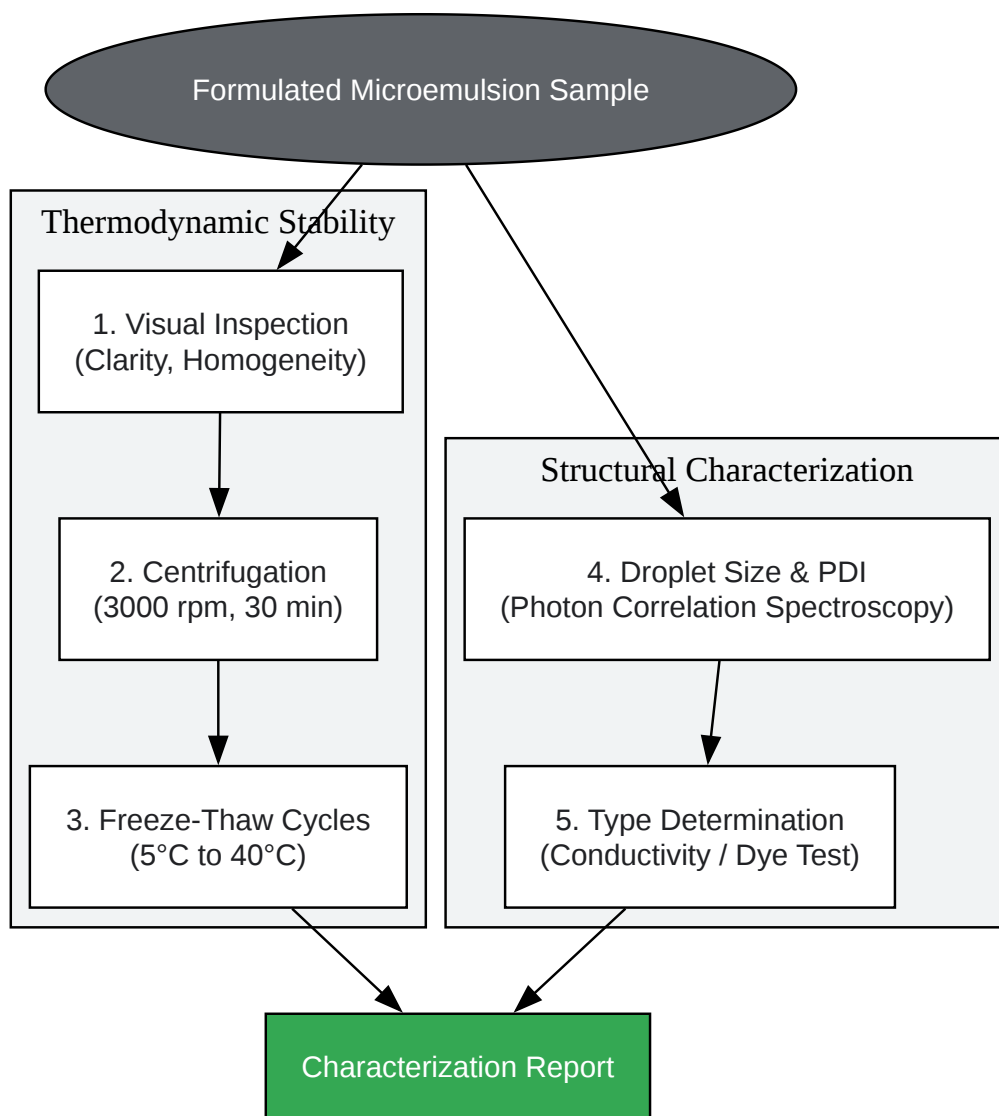 Formulated Microemulsion Sample
Thermodynamic Stability
1. Visual Inspection
(Clarity, Homogeneity)
2. Centrifugation
(3000 rpm, 30 min)
3. Freeze-Thaw Cycles
(5°C to 40°C)
Structural Characterization
4. Droplet Size & PDI
(Photon Correlation Spectroscopy)
5. Type Determination
(Conductivity / Dye Test)
Characterization Report